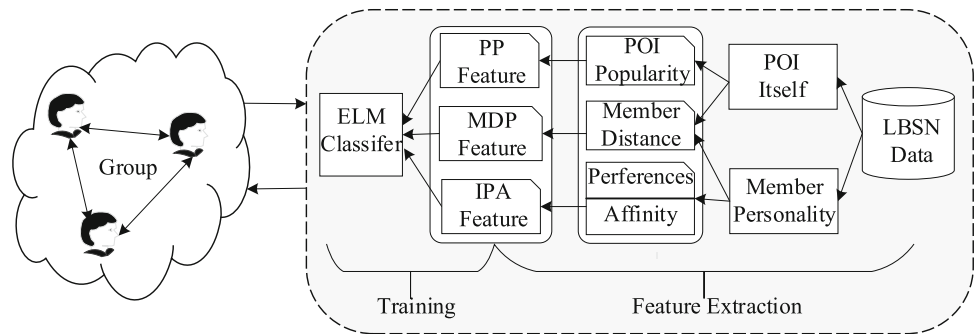 Group
ELM
Classifer
PP
Feature
MDP
Feature
IPA
Feature
POI
Popularity
Member
Distance
Perferences
Affinity
POI
Itself
Member
Personality
LBSN
Data
Training
Feature Extraction